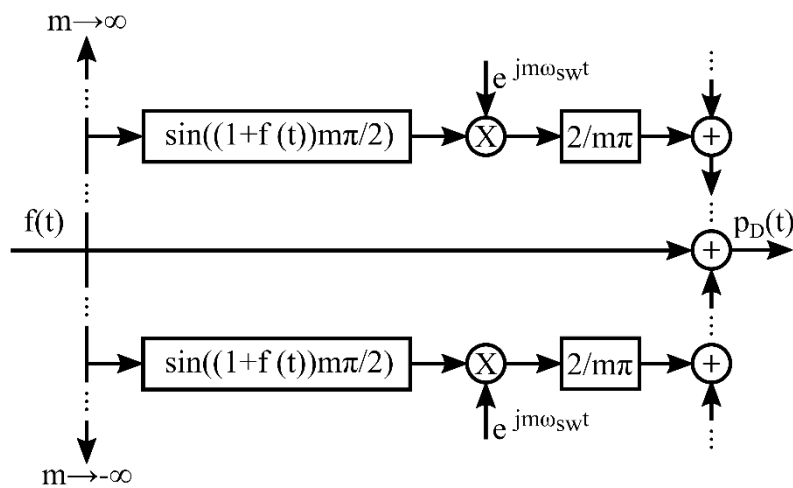 m→∞
e jmωswt
sin((1+f (t))mπ/2)
X
2/mπ
+
f(t)
+
pD(t)
sin((1+f (t))mπ/2)
X
2/mπ
+
e jmωswt
m→-∞